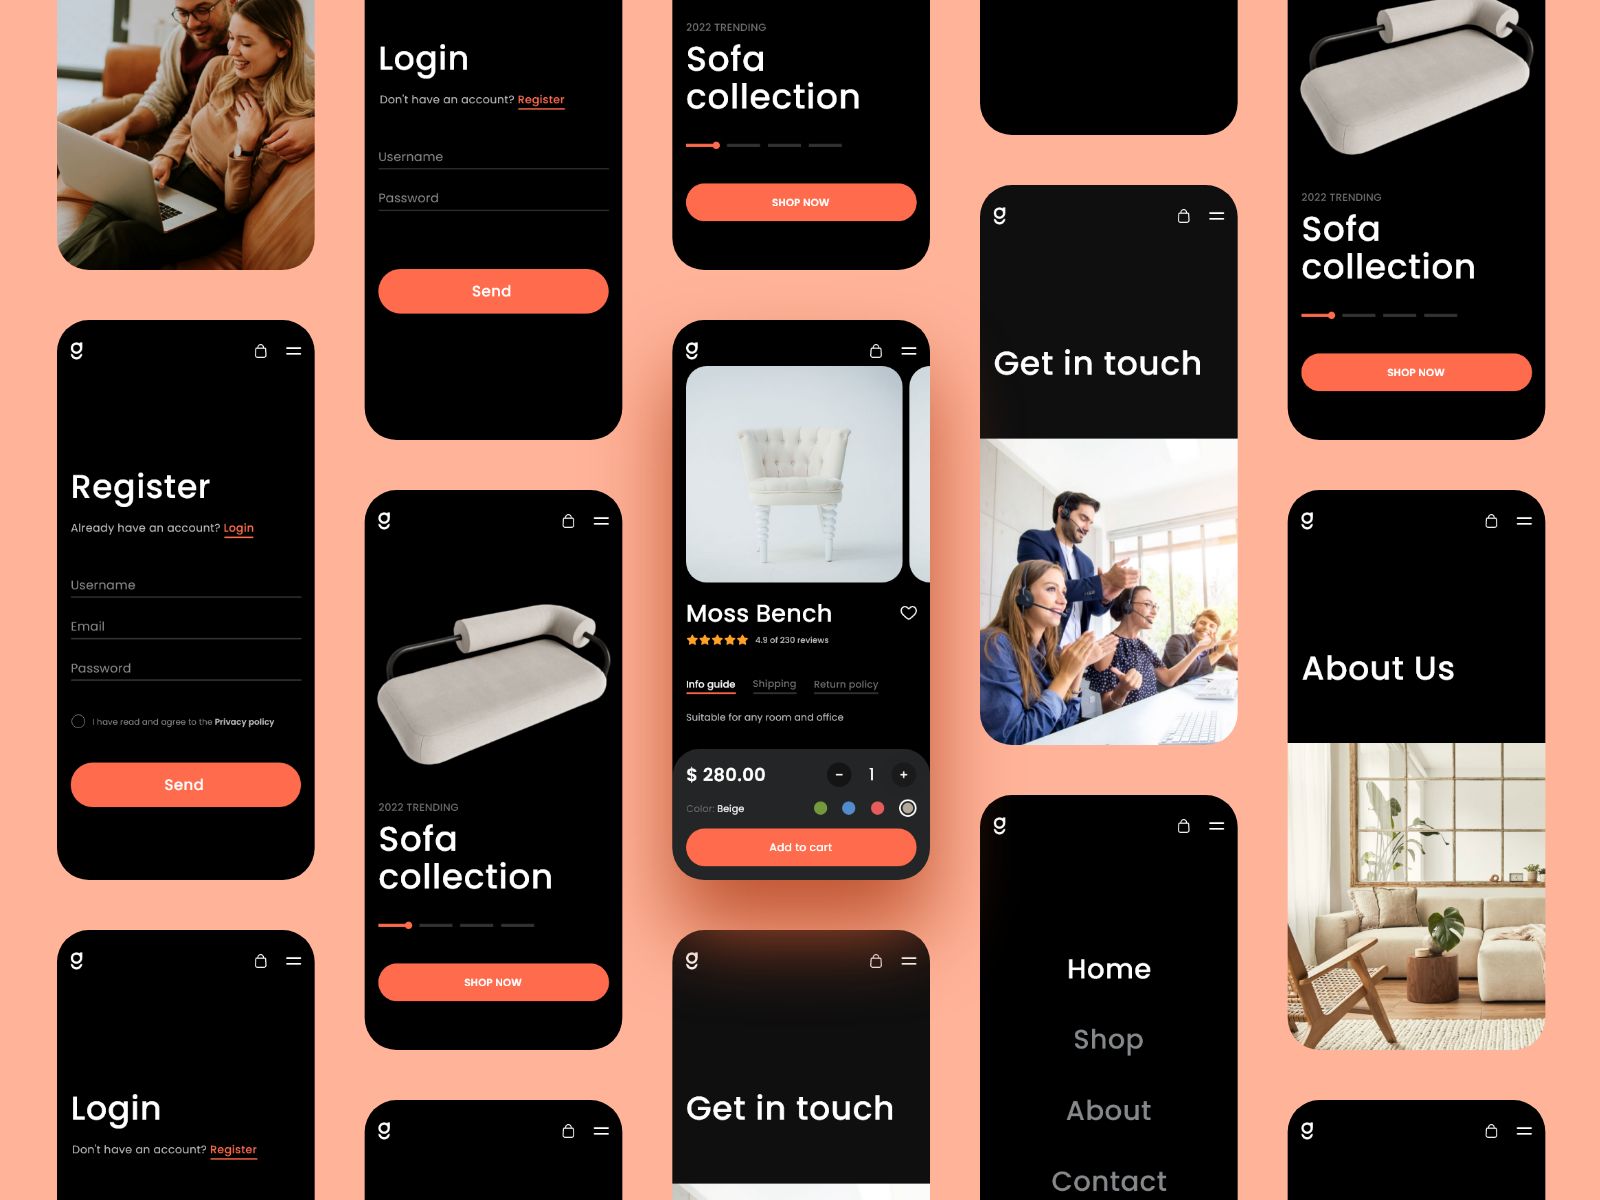 Login
Don't have an account? Register
Username
Password
Send
2022 TRENDING
Sofa
collection
SHOP NOW
2022 TRENDING
Sofa
collection
SHOP NOW
g
Register
Already have an account? Login
Username
Email
Password
I have read and agree to the Privacy policy
Send
g
Login
Don't have an account? Register
g
2022 TRENDING
Sofa
collection
SHOP NOW
g
g
Moss Bench
4.9 of 230 reviews
Info guide Shipping Return policy
Suitable for any room and office
$ 280.00 - 1 +
Color: Beige
Add to cart
g
Get in touch
g
Get in touch
g
Home
Shop
About
Contact
g
About Us
g